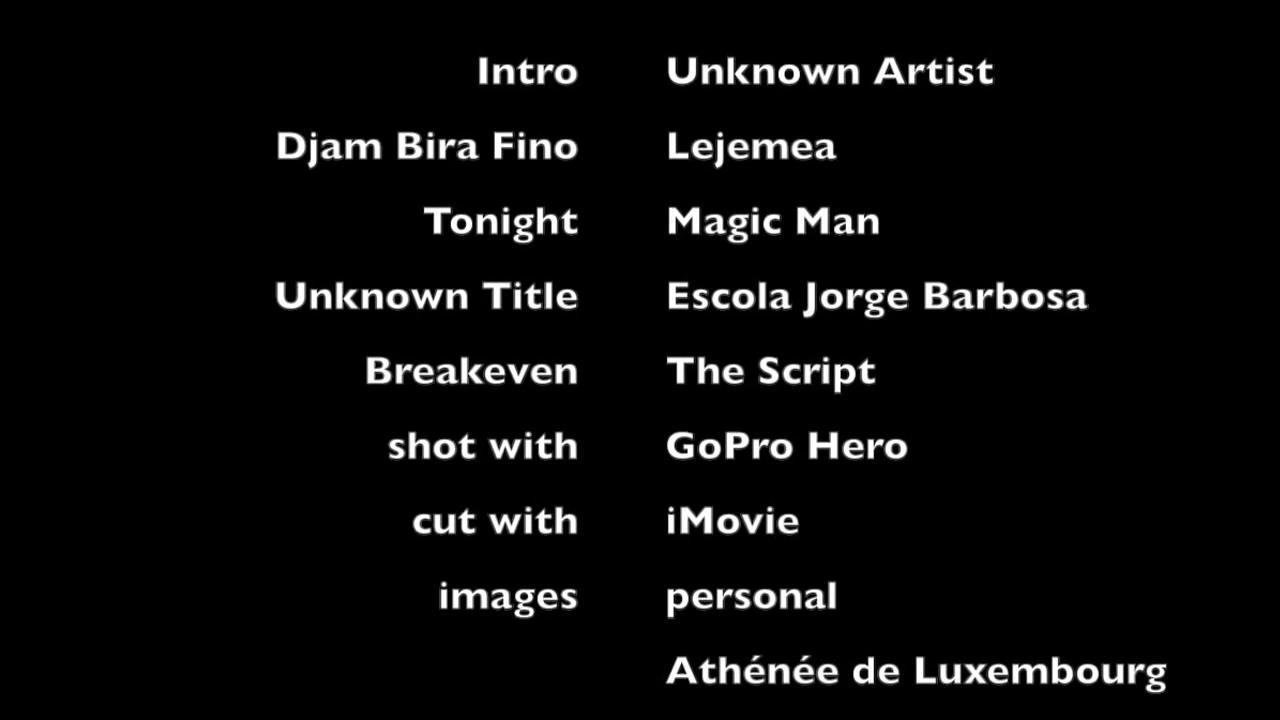 Intro Unknown Artist
Djam Bira Fino Lejemea
Tonight Magic Man
Unknown Title Escola Jorge Barbosa
Breakeven The Script
shot with GoPro Hero
cut with iMovie
images personal
Athénée de Luxembourg